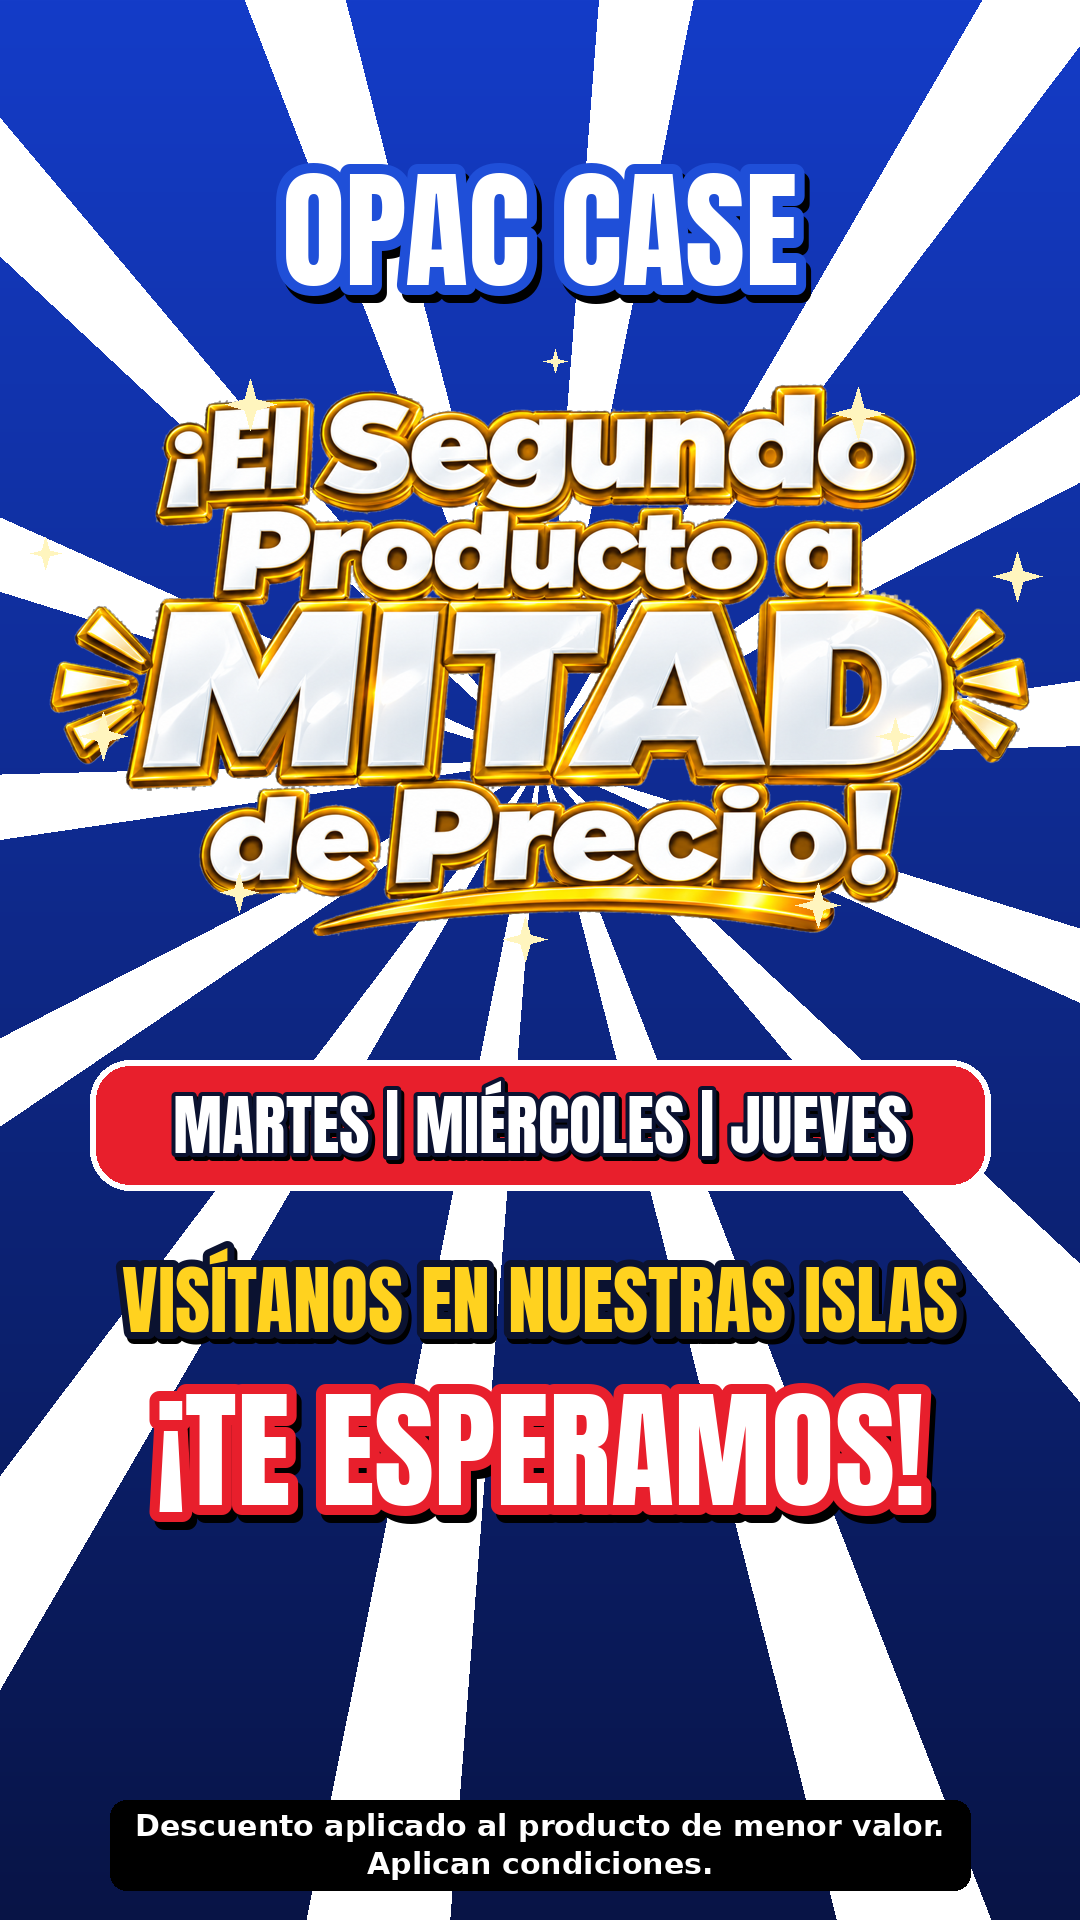 OPAC CASE
¡El Segundo
Producto a
MITAD
de Precio!
MARTES | MIÉRCOLES | JUEVES
VISÍTANOS EN NUESTRAS ISLAS
¡TE ESPERAMOS!
Descuento aplicado al producto de menor valor.
Aplican condiciones.